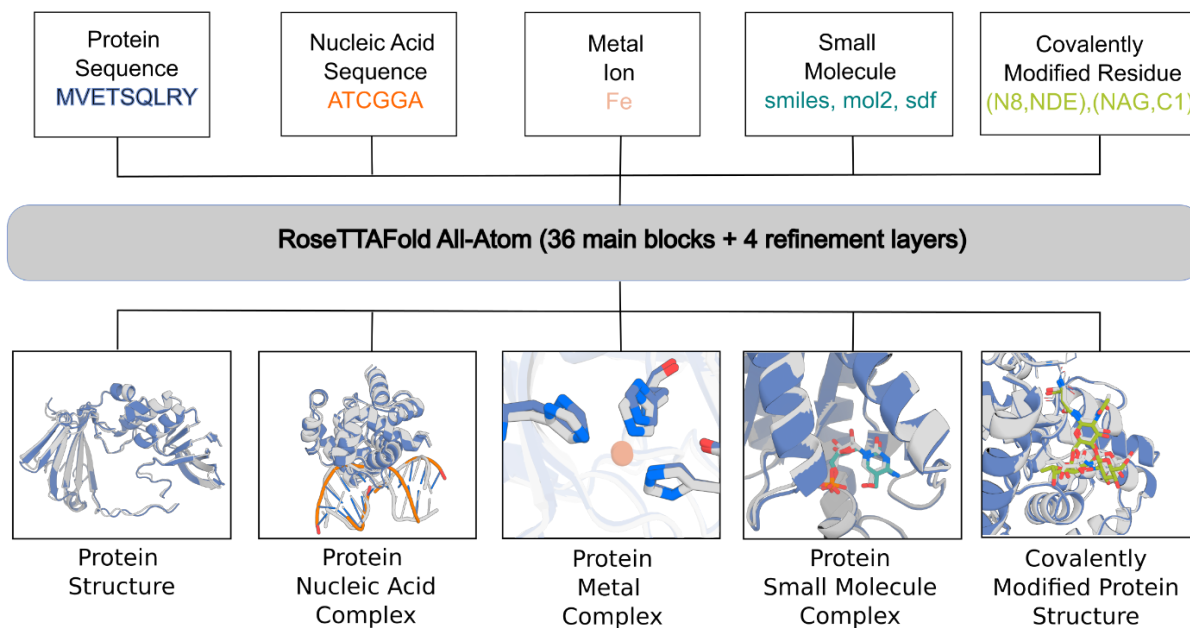 Protein
Sequence
MVETSQLRY
Nucleic Acid
Sequence
ATCGGA
Metal
Ion
Fe
Small
Molecule
smiles, mol2, sdf
Covalently
Modified Residue
(N8,NDE),(NAG,C1)
RoseTTAFold All-Atom (36 main blocks + 4 refinement layers)
Protein
Structure
Protein
Nucleic Acid
Complex
Protein
Metal
Complex
Protein
Small Molecule
Complex
Covalently
Modified Protein
Structure